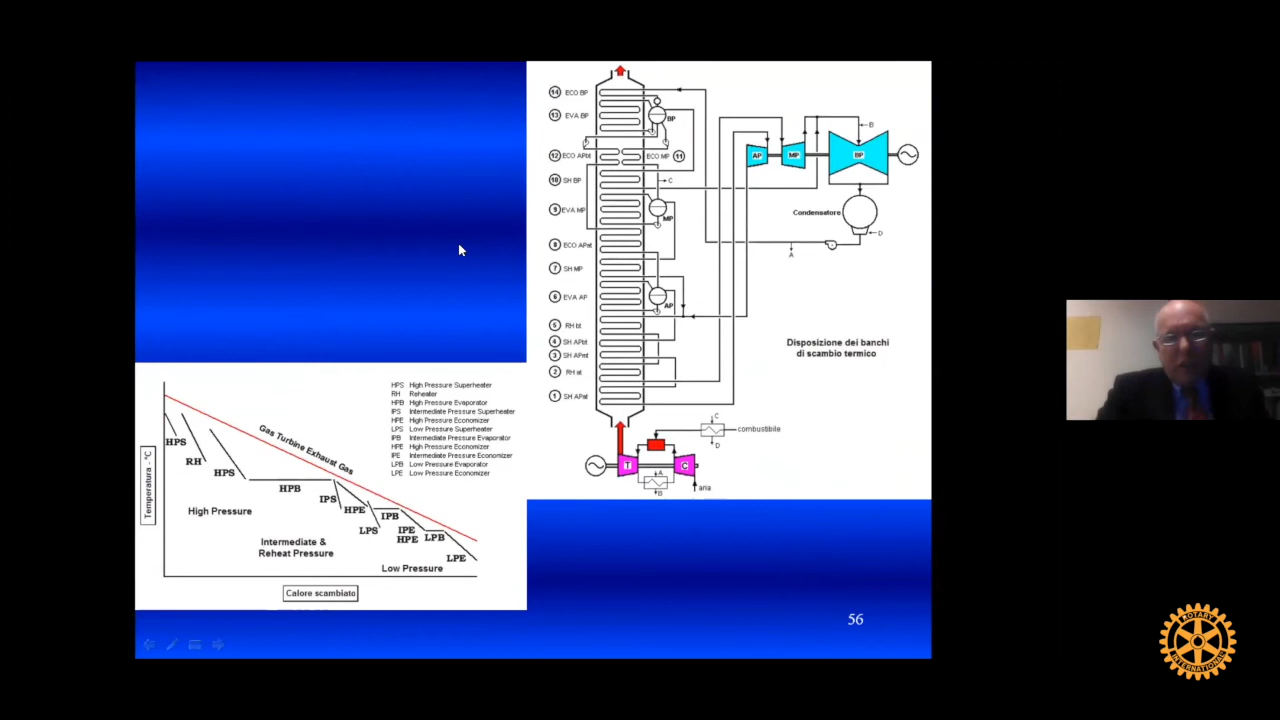 14 ECO BP
13 EVA BP
BP
12 ECO APbt
ECO MP 11
10 SH BP
C
9 EVA MP
MP
8 ECO APat
7 SH MP
6 EVA AP
AP
5 RH bt
4 SH APbt
3 SH APmt
2 RH at
1 SH APat
B
AP
MP
BP
Condensatore
D
A
Disposizione dei banchi
di scambio termico
C
combustibile
D
T
C
A
B
aria
HPS High Pressure Superheater
RH Reheater
HPB High Pressure Evaporator
IPS Intermediate Pressure Superheater
HPE High Pressure Economizer
LPS Low Pressure Superheater
IPB Intermediate Pressure Evaporator
HPE High Pressure Economizer
IPE Intermediate Pressure Economizer
LPB Low Pressure Evaporator
LPE Low Pressure Economizer
Gas Turbine Exhaust Gas
Temperatura - °C
HPS
RH
HPS
HPB
IPS
HPE
LPS
IPB
IPE
HPE
LPB
LPE
High Pressure
Intermediate &
Reheat Pressure
Low Pressure
Calore scambiato
56
ROTARY
INTERNATIONAL